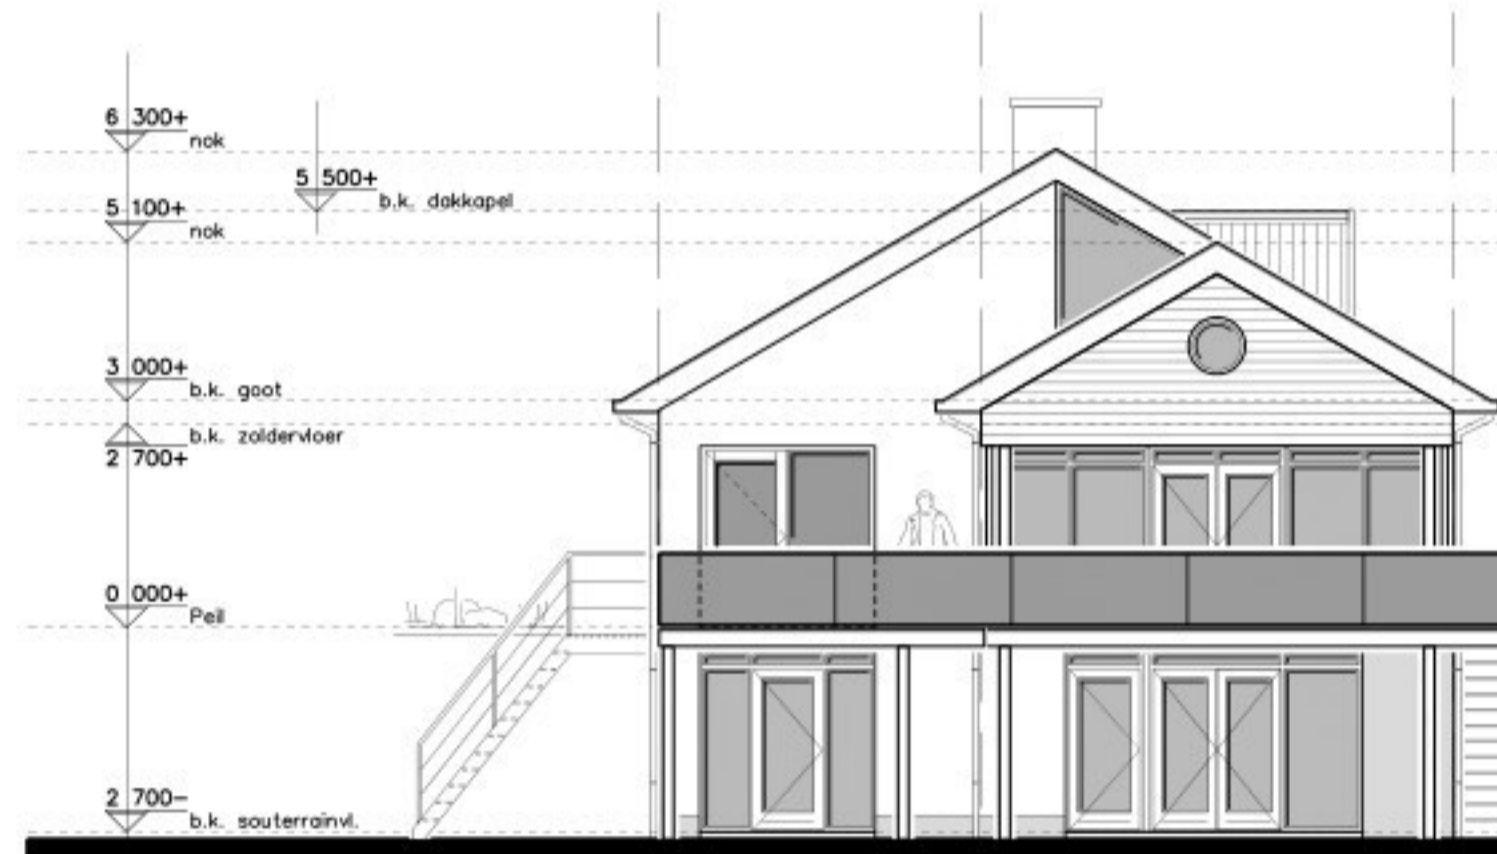 6 300+
nok
5 500+
b.k. dakkapel
5 100+
nok
3 000+
b.k. goot
b.k. zoldervloer
2 700+
0 000+
Peil
2 700-
b.k. souterrainvl.